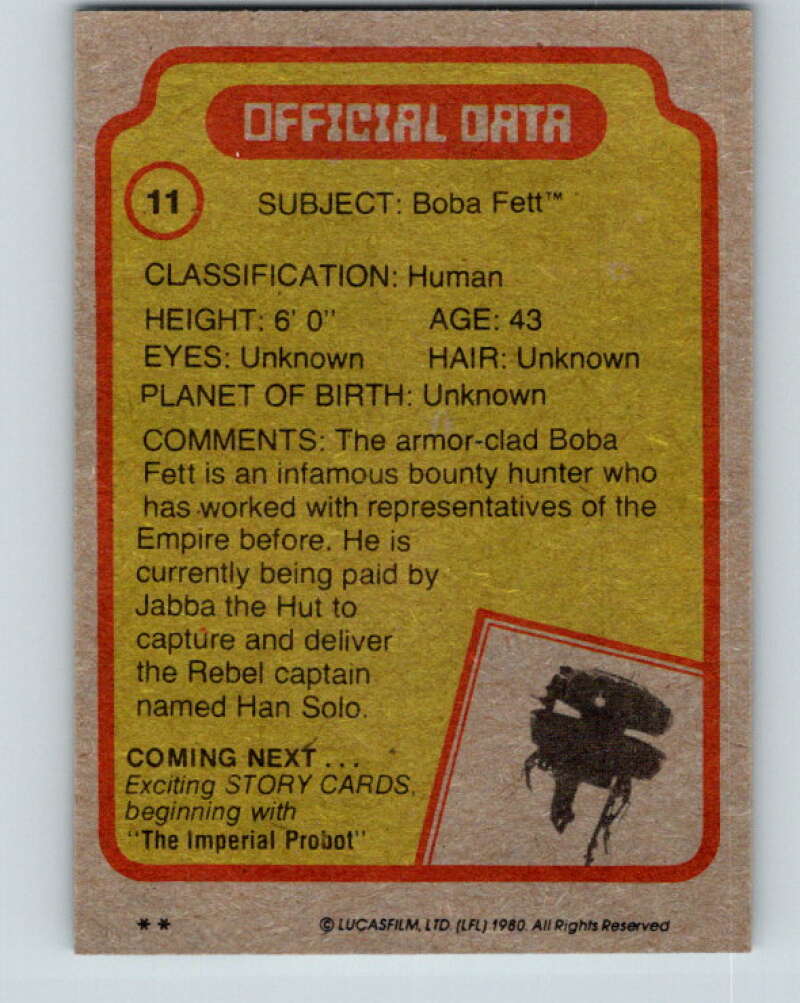 OFFICIAL DATA
11 SUBJECT: Boba Fett™
CLASSIFICATION: Human
HEIGHT: 6' 0" AGE: 43
EYES: Unknown HAIR: Unknown
PLANET OF BIRTH: Unknown
COMMENTS: The armor-clad Boba
Fett is an infamous bounty hunter who
has worked with representatives of the
Empire before. He is
currently being paid by
Jabba the Hut to
capture and deliver
the Rebel captain
named Han Solo.
COMING NEXT...
Exciting STORY CARDS,
beginning with
"The Imperial Probot"
** © LUCASFILM, LTD. (LFL) 1980. All Rights Reserved